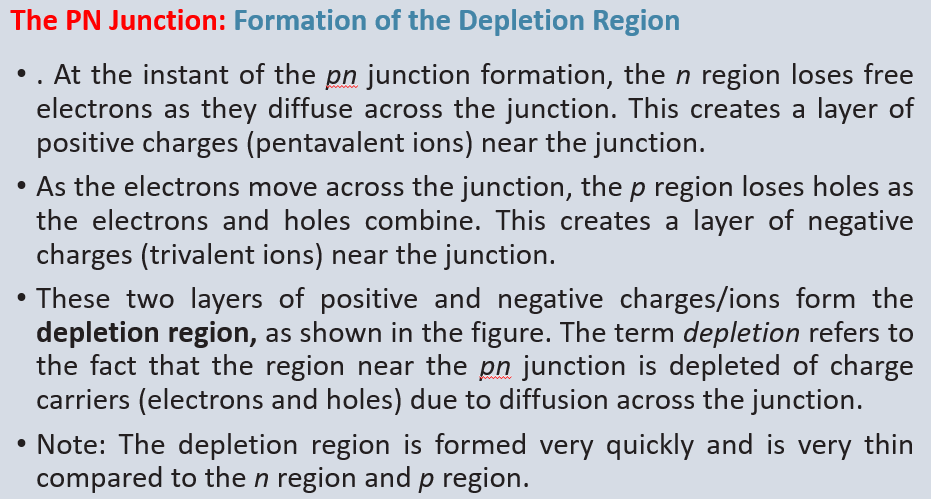 The PN Junction: Formation of the Depletion Region
• . At the instant of the pn junction formation, the n region loses free
electrons as they diffuse across the junction. This creates a layer of
positive charges (pentavalent ions) near the junction.
• As the electrons move across the junction, the p region loses holes as
the electrons and holes combine. This creates a layer of negative
charges (trivalent ions) near the junction.
• These two layers of positive and negative charges/ions form the
depletion region, as shown in the figure. The term depletion refers to
the fact that the region near the pn junction is depleted of charge
carriers (electrons and holes) due to diffusion across the junction.
• Note: The depletion region is formed very quickly and is very thin
compared to the n region and p region.